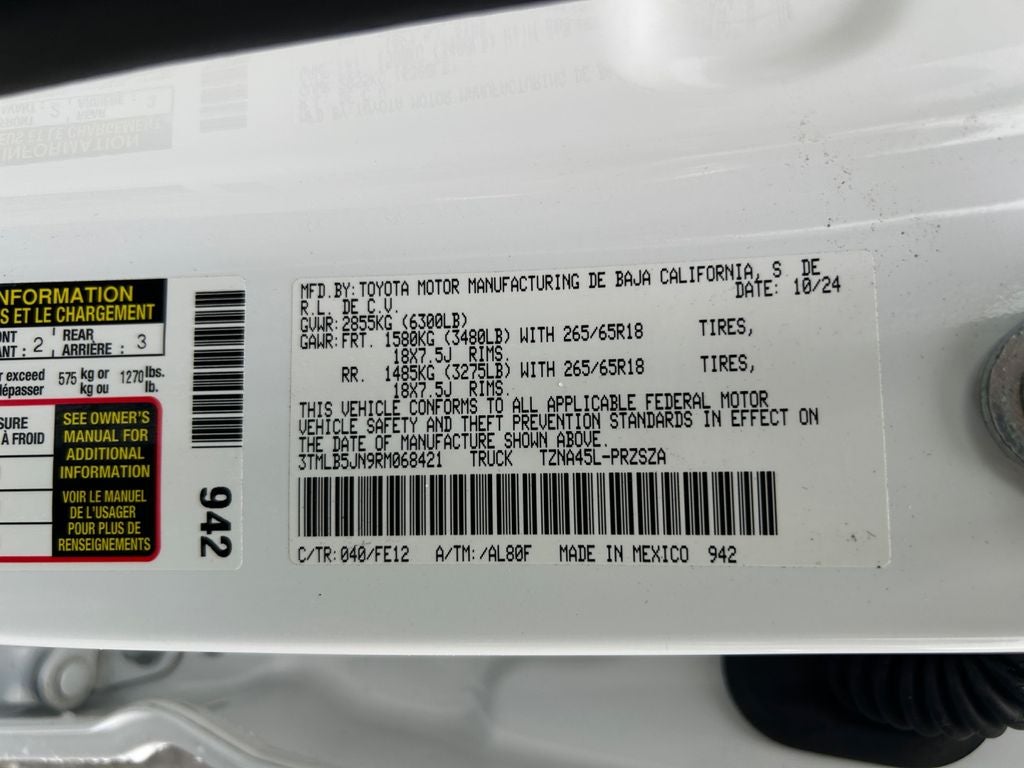 NFORMATION
S ET LE CHARGEMENT
NT : 2 REAR
ANT : 2 ARRIÈRE : 3
r exceed 575 kg or 1270 lbs.
dépasser kg ou lb.
SURE
À FROID
SEE OWNER'S
MANUAL FOR
ADDITIONAL
INFORMATION
VOIR LE MANUEL
DE L'USAGER
POUR PLUS DE
RENSEIGNEMENTS
942
MFD.BY:TOYOTA MOTOR MANUFACTURING DE BAJA CALIFORNIA, S DE
R.L. DE C.V. DATE: 10/24
GVWR:2855KG (6300LB)
GAWR:FRT. 1580KG (3480LB) WITH 265/65R18 TIRES,
18X7.5J RIMS.
RR. 1485KG (3275LB) WITH 265/65R18 TIRES,
18X7.5J RIMS.
THIS VEHICLE CONFORMS TO ALL APPLICABLE FEDERAL MOTOR
VEHICLE SAFETY AND THEFT PREVENTION STANDARDS IN EFFECT ON
THE DATE OF MANUFACTURE SHOWN ABOVE.
3TMLB5JN9RM068421 TRUCK TZNA45L-PRZSZA
C/TR:040/FE12 A/TM:/AL80F MADE IN MEXICO 942